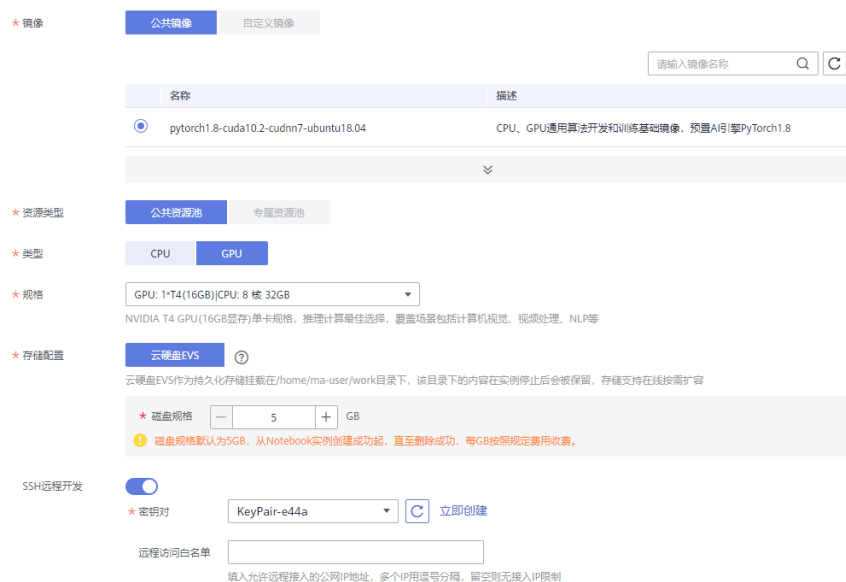 * 镜像 公共镜像 自定义镜像
请输入镜像名称
名称 描述
pytorch1.8-cuda10.2-cudnn7-ubuntu18.04 CPU、GPU通用算法开发和训练基础镜像，预置AI引擎PyTorch1.8
* 资源类型 公共资源池 专属资源池
* 类型 CPU GPU
* 规格 GPU: 1*T4(16GB)|CPU: 8 核 32GB
NVIDIA T4 GPU(16GB显存)单卡规格，推理计算最佳选择，覆盖场景包括计算机视觉、视频处理、NLP等
* 存储配置 云硬盘EVS ?
云硬盘EVS作为持久化存储挂载在/home/ma-user/work目录下，该目录下的内容在实例停止后会被保留，存储支持在线按需扩容
* 磁盘规格 — 5 + GB
! 磁盘规格默认为5GB，从Notebook实例创建成功起，直至删除成功，每GB按照规定费用收费。
SSH远程开发
* 密钥对 KeyPair-e44a 立即创建
远程访问白名单
填入允许远程接入的公网IP地址，多个IP用逗号分隔，留空则无接入IP限制